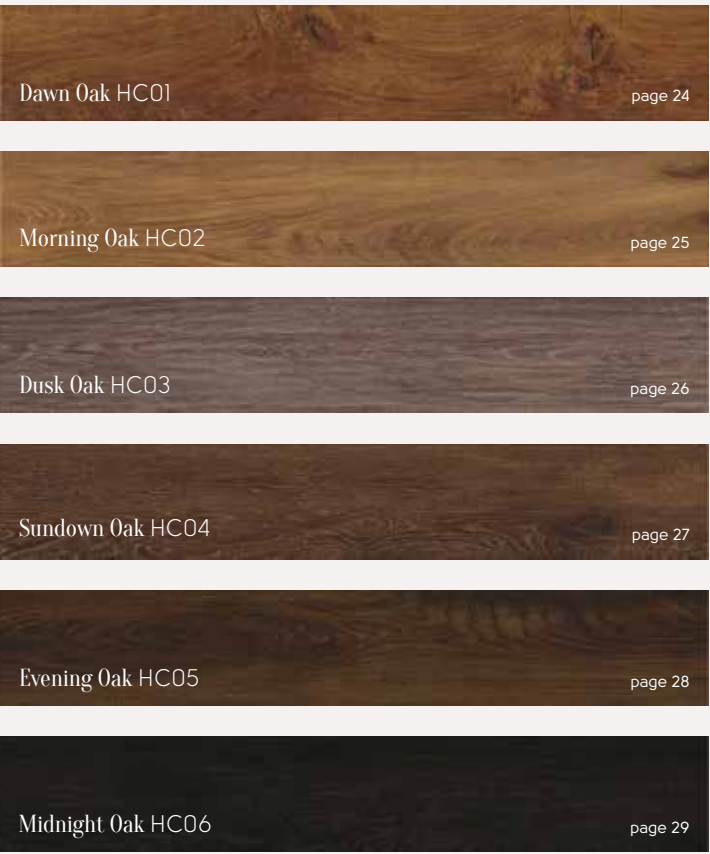 Dawn Oak HC01 page 24
Morning Oak HC02 page 25
Dusk Oak HC03 page 26
Sundown Oak HC04 page 27
Evening Oak HC05 page 28
Midnight Oak HC06 page 29